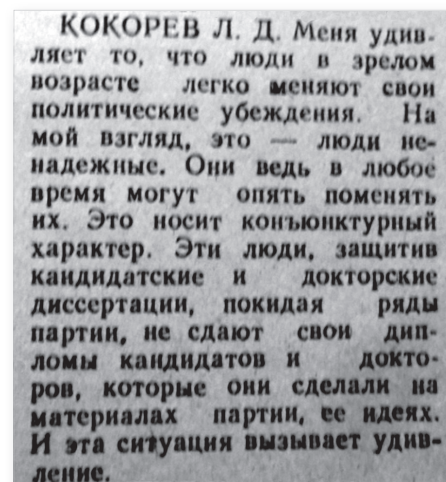 КОКОРЕВ Л. Д. Меня удив-
ляет то, что люди в зрелом
возрасте легко меняют свои
политические убеждения. На
мой взгляд, это — люди не-
надежные. Они ведь в любое
время могут опять поменять
их. Это носит конъюнктурный
характер. Эти люди, защитив
кандидатские и докторские
диссертации, покидая ряды
партии, не сдают свои дип-
ломы кандидатов и докто-
ров, которые они сделали на
материалах партии, ее идеях.
И эта ситуация вызывает удив-
ление.